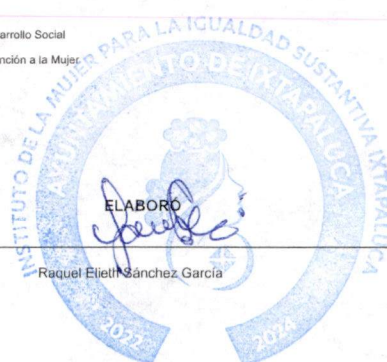 arrollo Social
nción a la Mujer
INSTITUTO DE LA MUJER PARA LA IGUALDAD SUSTANTIVA IXTAPALUCA
AYUNTAMIENTO DE IXTAPALUCA
ELABORÓ
Raquel Elieth Sánchez García
2022
2024